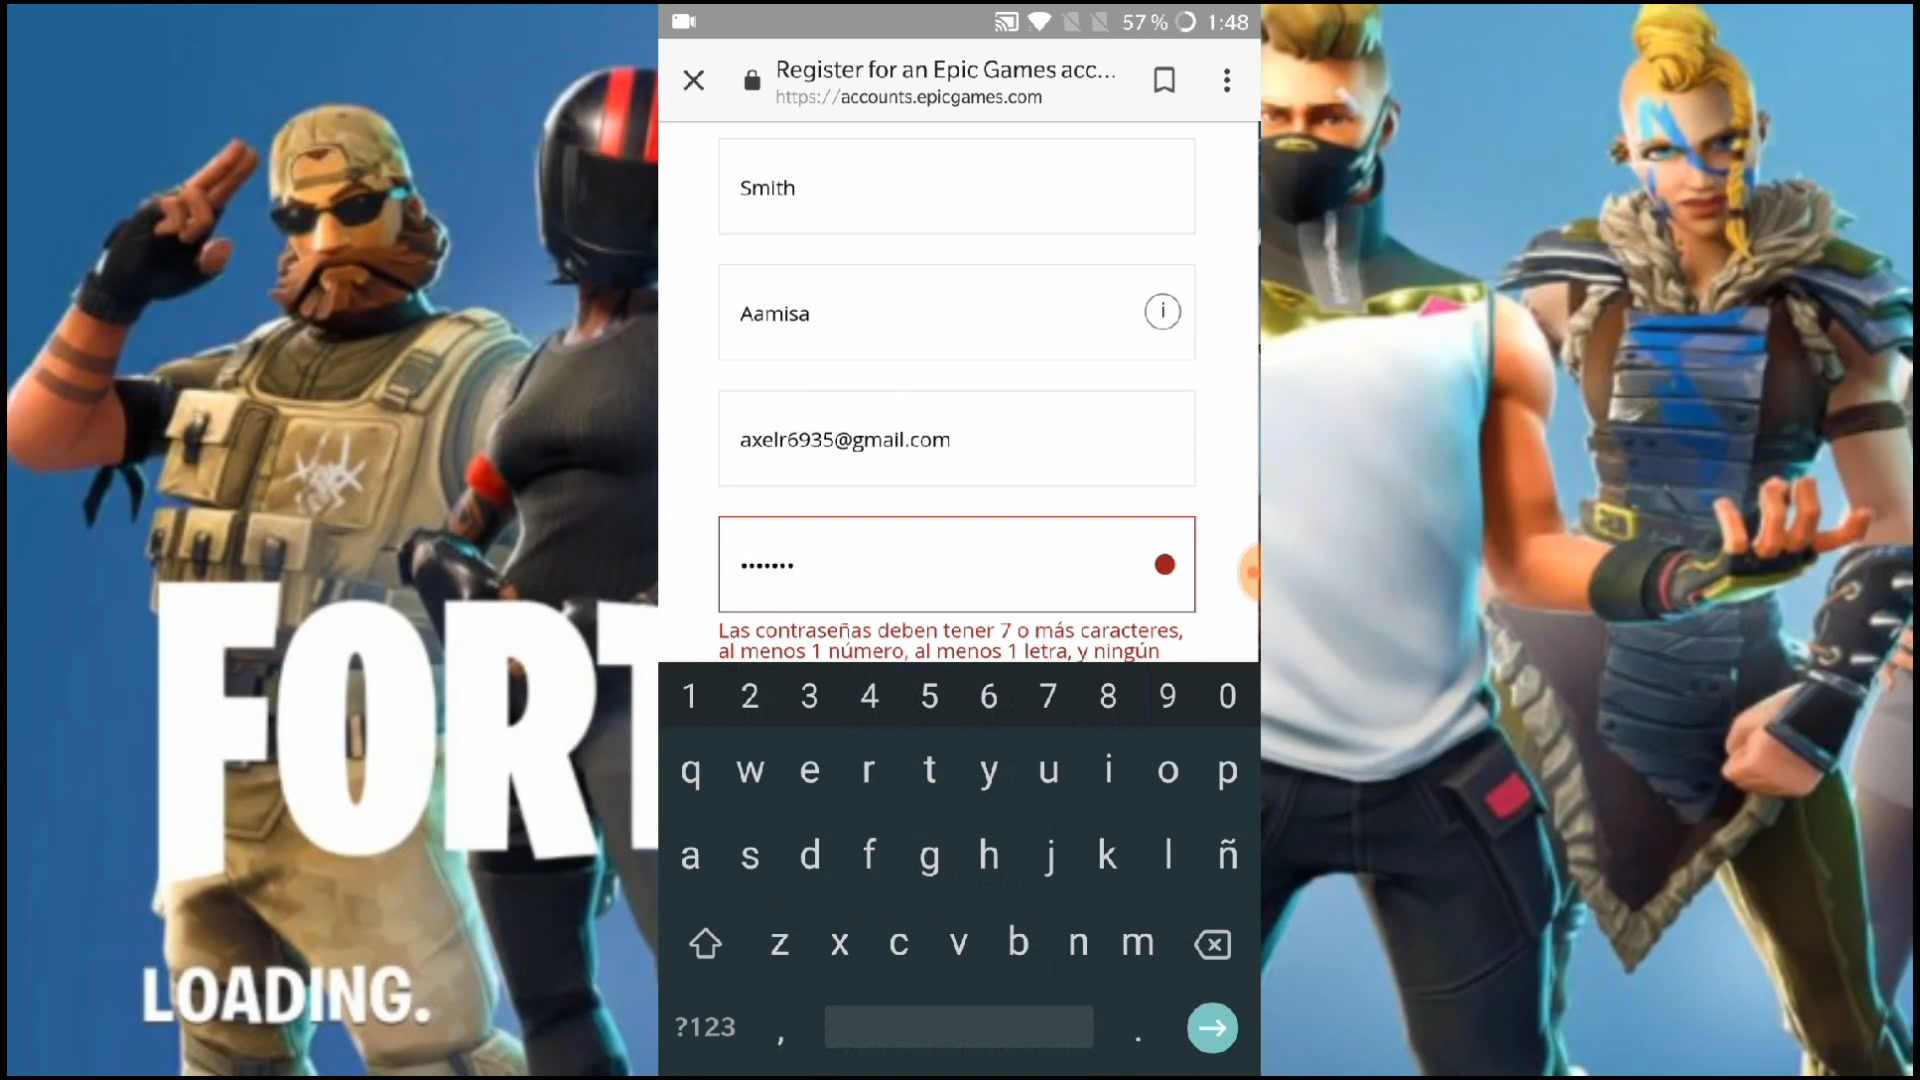 57 % 1:48
Register for an Epic Games acc...
https://accounts.epicgames.com
Smith
Aamisa
i
axelr6935@gmail.com
•••••••
Las contraseñas deben tener 7 o más caracteres,
al menos 1 número, al menos 1 letra, y ningún
FORT
LOADING.
1 2 3 4 5 6 7 8 9 0
q w e r t y u i o p
a s d f g h j k l ñ
z x c v b n m
?123 , .